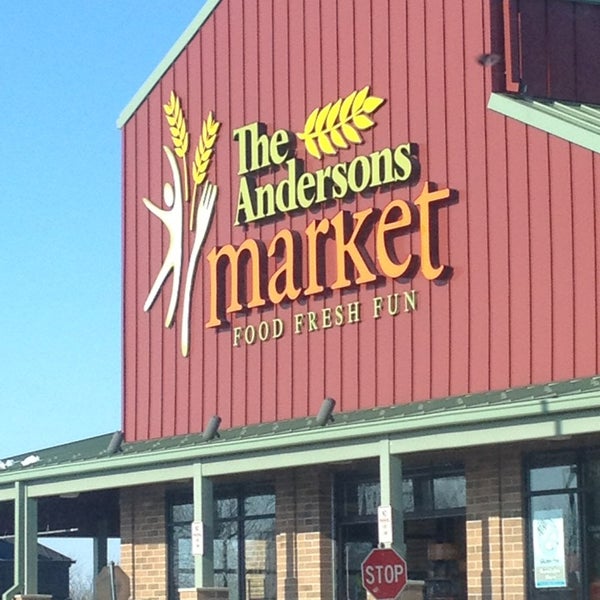 The
Andersons
market
FOOD FRESH FUN
STOP